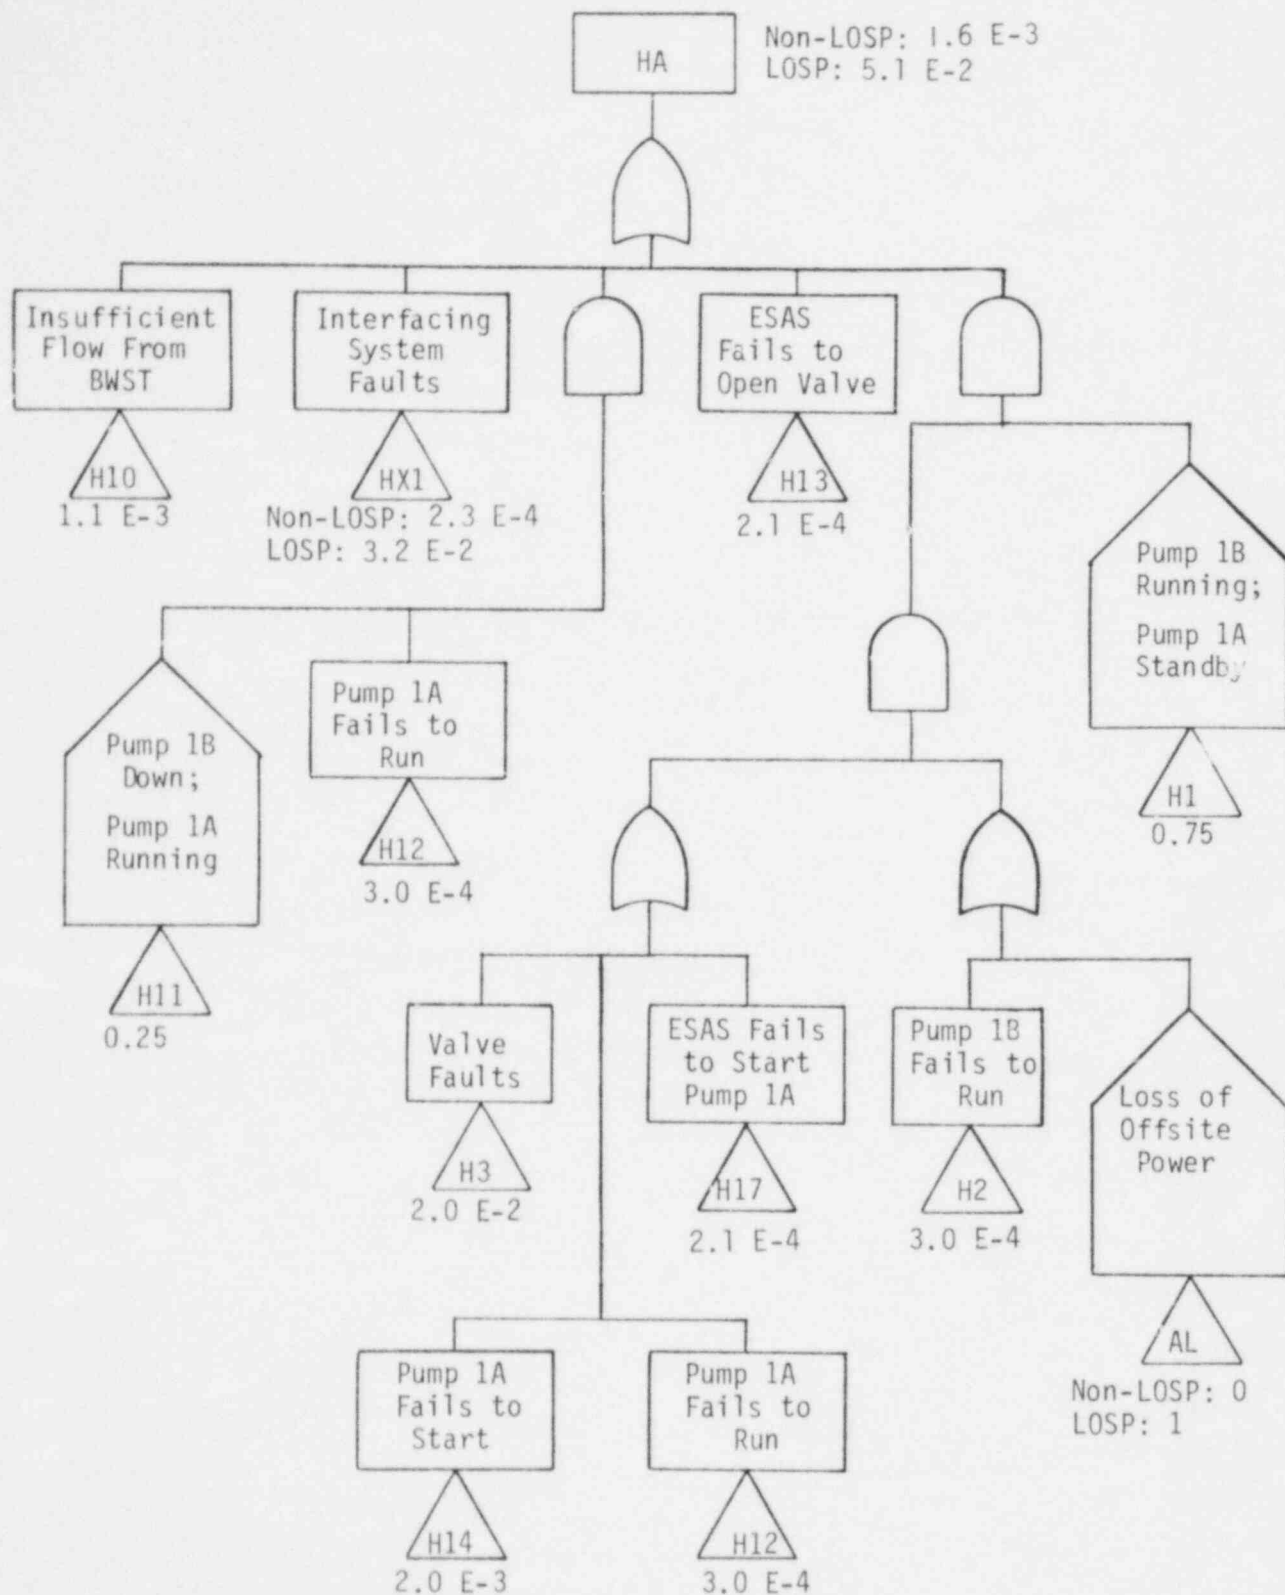 HA
Non-LOSP: 1.6 E-3
LOSP: 5.1 E-2
Insufficient
Flow From
BWST
H10
1.1 E-3
Interfacing
System
Faults
HX1
Non-LOSP: 2.3 E-4
LOSP: 3.2 E-2
ESAS
Fails to
Open Valve
H13
2.1 E-4
Pump 1B
Running;
Pump 1A
Standby
H1
0.75
Pump 1B
Down;
Pump 1A
Running
H11
0.25
Pump 1A
Fails to
Run
H12
3.0 E-4
Valve
Faults
H3
2.0 E-2
ESAS Fails
to Start
Pump 1A
H17
2.1 E-4
Pump 1B
Fails to
Run
H2
3.0 E-4
Loss of
Offsite
Power
AL
Non-LOSP: 0
LOSP: 1
Pump 1A
Fails to
Start
H14
2.0 E-3
Pump 1A
Fails to
Run
H12
3.0 E-4